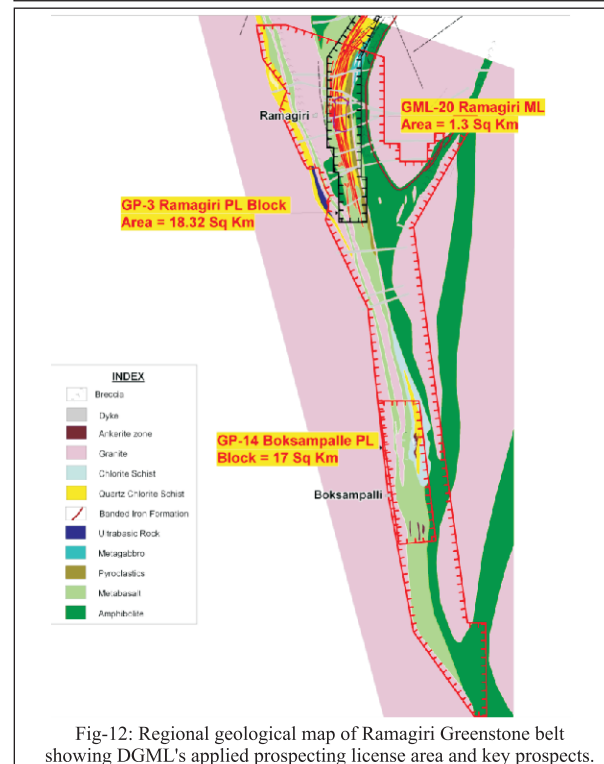 Ramagiri
GML-20 Ramagiri ML
Area = 1.3 Sq Km
GP-3 Ramagiri PL Block
Area = 18.32 Sq Km
INDEX
Breccia
Dyke
Ankerite zone
Granite
Chlorite Schist
Quartz Chlorite Schist
Banded Iron Formation
Ultrabasic Rock
Metagabbro
Pyroclastics
Metabasalt
Amphibolite
GP-14 Boksampalle PL
Block = 17 Sq Km
Boksampalli
Fig-12: Regional geological map of Ramagiri Greenstone belt
showing DGML's applied prospecting license area and key prospects.